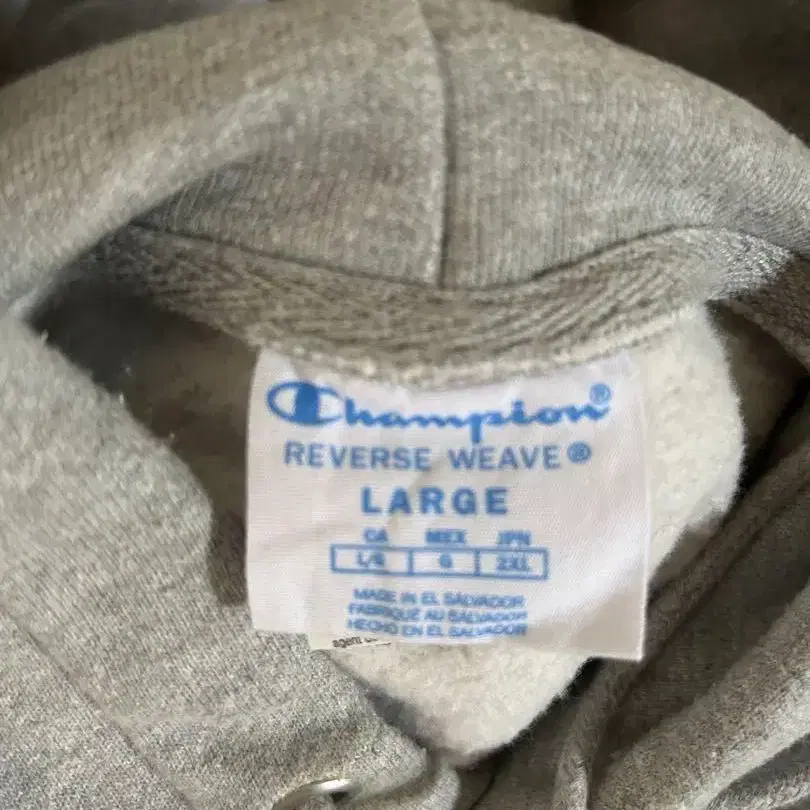 Champion®
REVERSE WEAVE®
LARGE
CA MEX JPN
L/G G 2XL
MADE IN EL SALVADOR
FABRIQUÉ AU SALVADOR
HECHO EN EL SALVADOR
agent